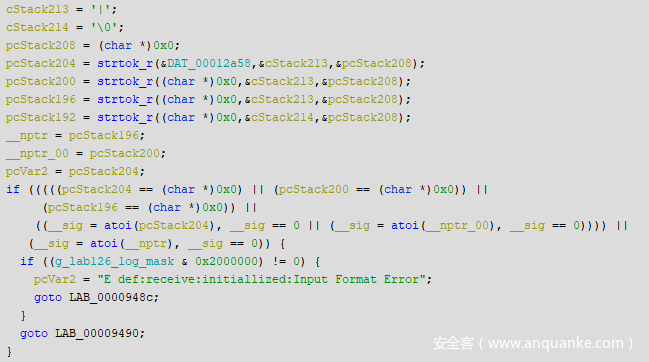 cStack213 = '|';
cStack214 = '\0';
pcStack208 = (char *)0x0;
pcStack204 = strtok_r(&DAT_00012a58,&cStack213,&pcStack208);
pcStack200 = strtok_r((char *)0x0,&cStack213,&pcStack208);
pcStack196 = strtok_r((char *)0x0,&cStack213,&pcStack208);
pcStack192 = strtok_r((char *)0x0,&cStack214,&pcStack208);
__nptr = pcStack196;
__nptr_00 = pcStack200;
pcVar2 = pcStack204;
if (((((pcStack204 == (char *)0x0) || (pcStack200 == (char *)0x0)) ||
(pcStack196 == (char *)0x0)) ||
((__sig = atoi(pcStack204), __sig == 0 || (__sig = atoi(__nptr_00), __sig == 0)))) ||
(__sig = atoi(__nptr), __sig == 0)) {
if ((g_lab126_log_mask & 0x2000000) != 0) {
pcVar2 = "E def:receive:initiallized:Input Format Error";
goto LAB_0000948c;
}
goto LAB_00009490;
}
安全客（www.anquanke.com）